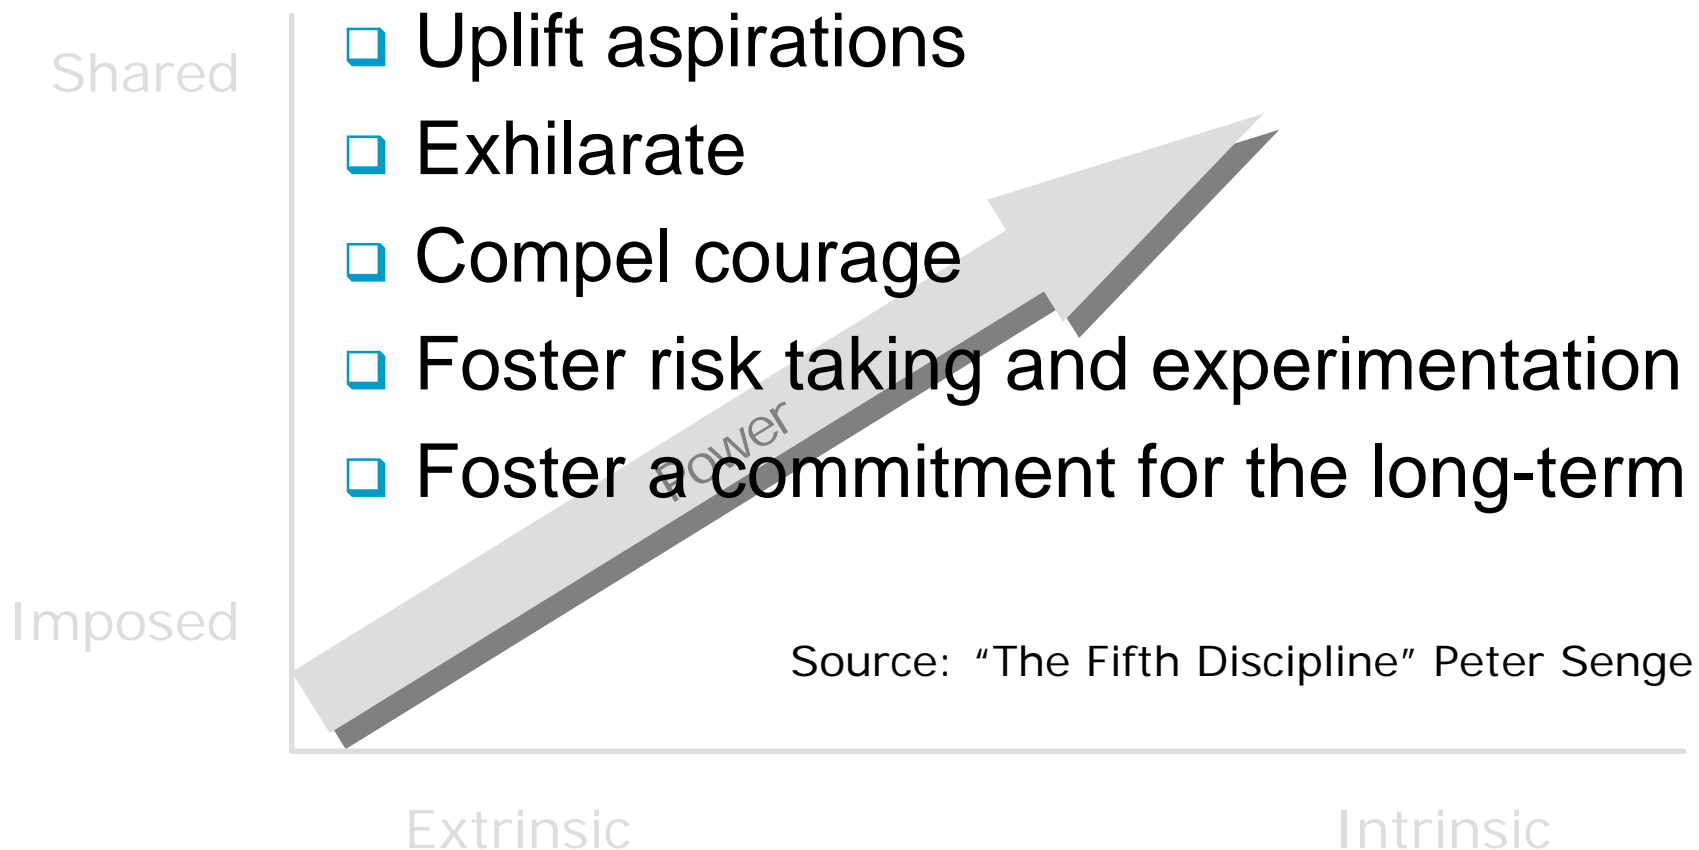 Shared
Uplift aspirations
Exhilarate
Compel courage
Foster risk taking and experimentation
Power
Foster a commitment for the long-term
Imposed
Source: “The Fifth Discipline” Peter Senge
Extrinsic
Intrinsic